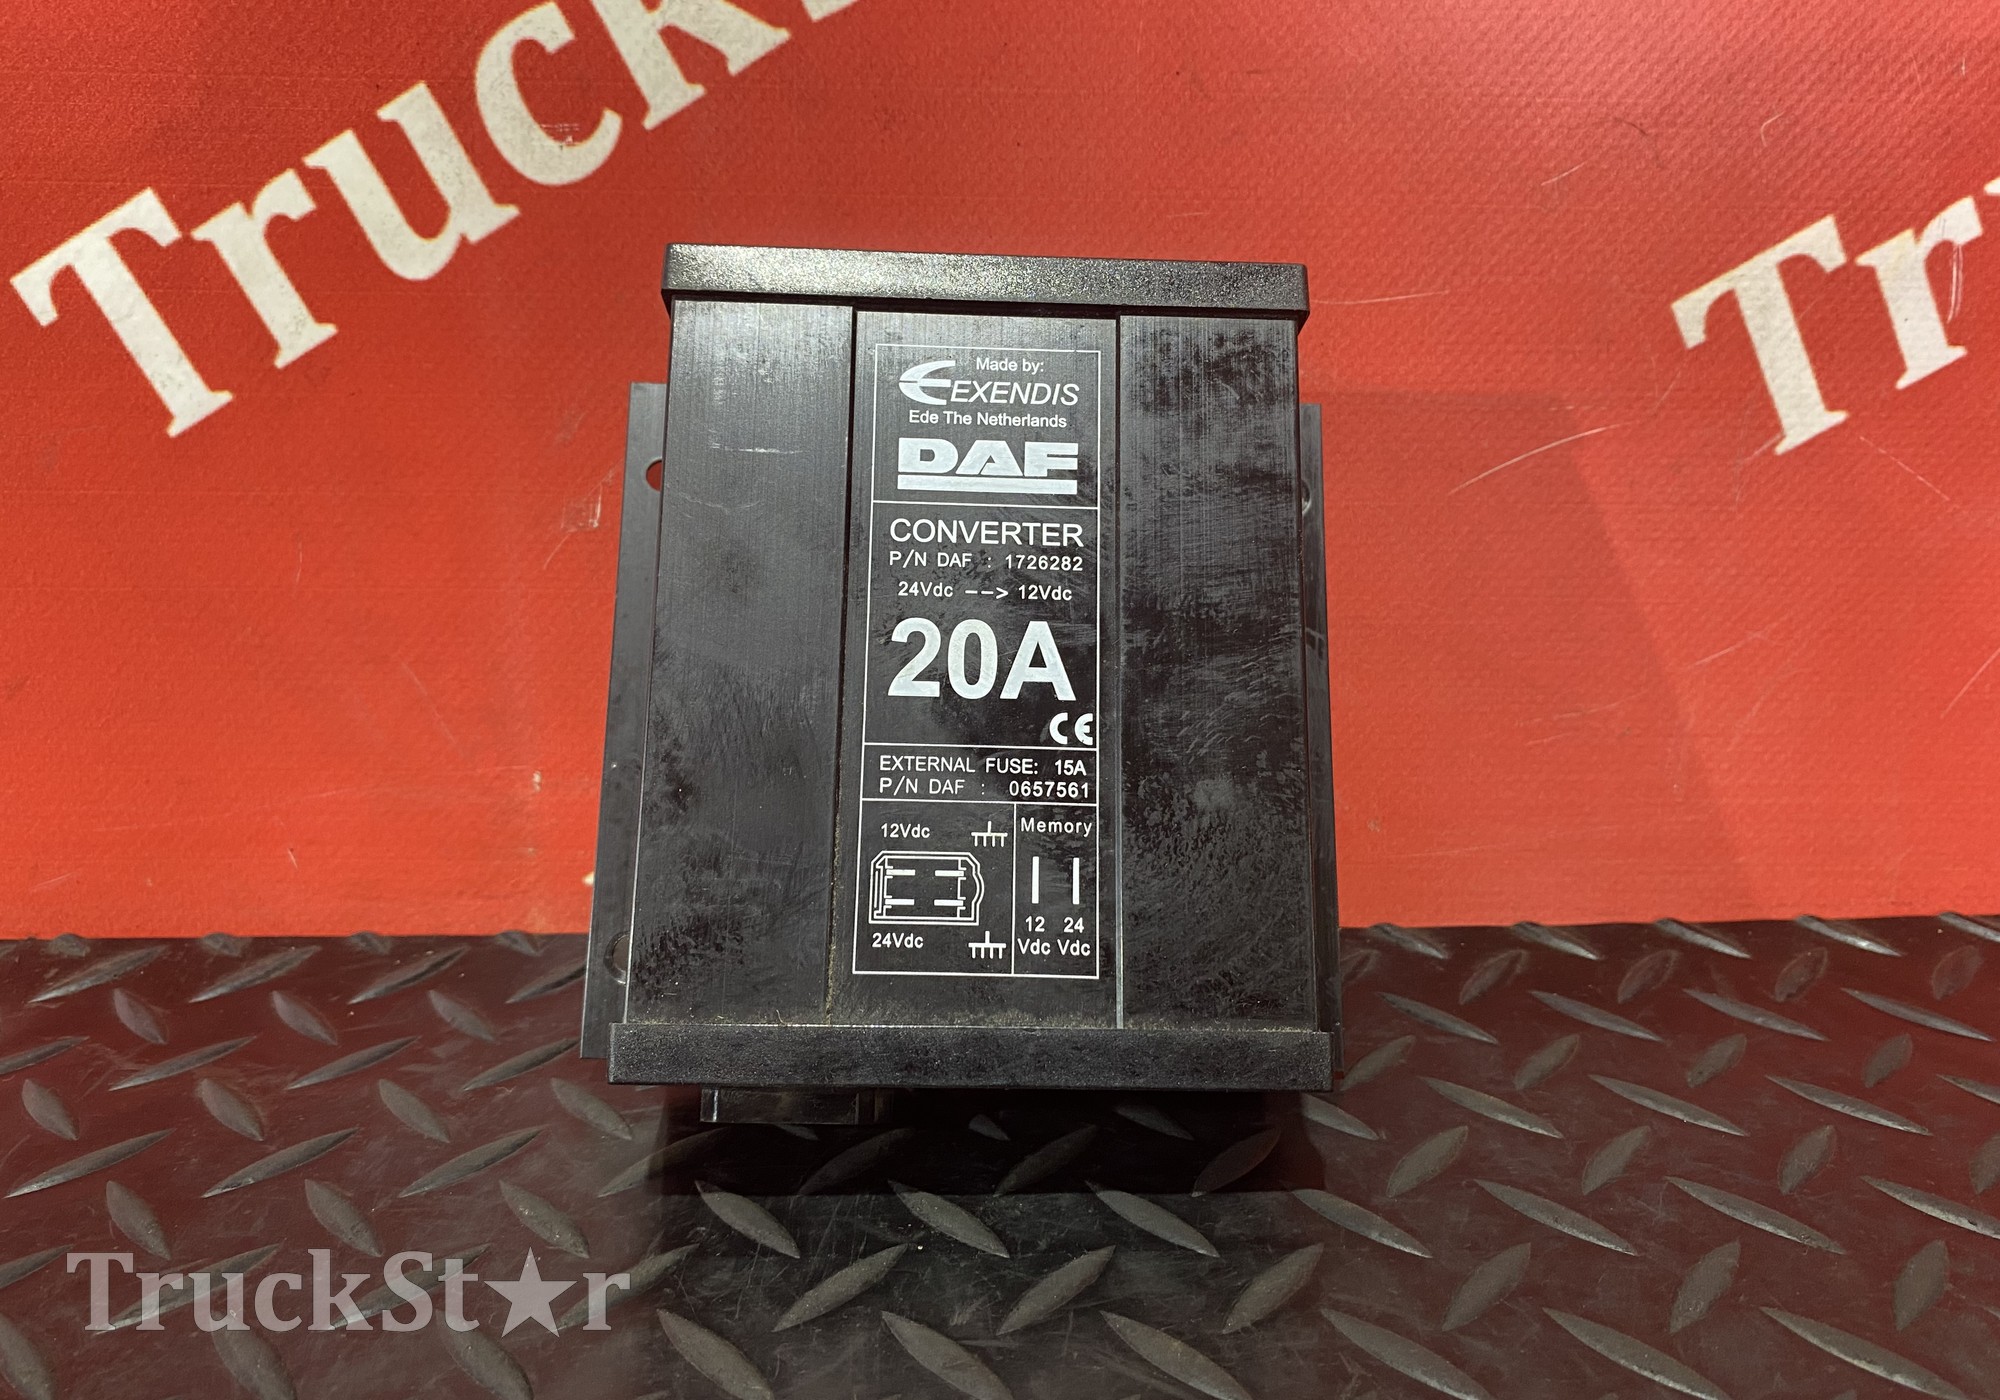 Truck
Tr
Made by:
EXENDIS
Ede The Netherlands
DAF
CONVERTER
P/N DAF : 1726282
24Vdc --> 12Vdc
20A
CE
EXTERNAL FUSE: 15A
P/N DAF : 0657561
12Vdc
Memory
24Vdc
12 24
Vdc Vdc
TruckSt★r